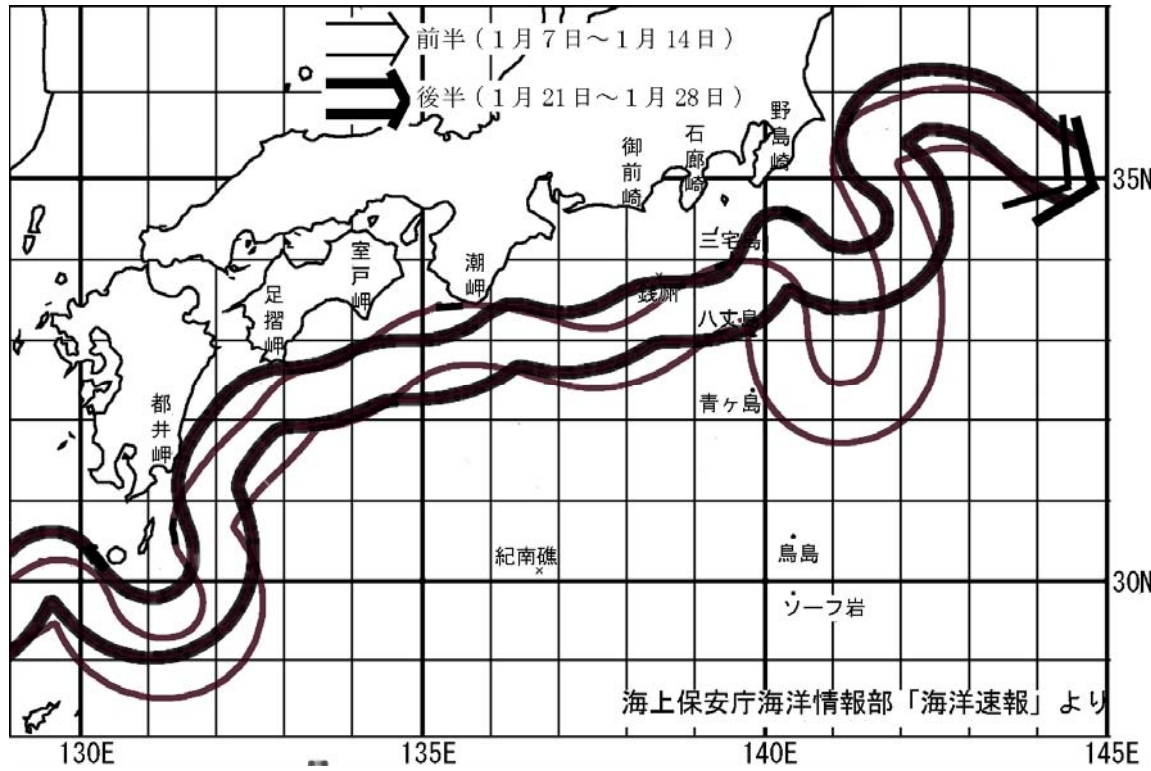 前半(1月7日～1月14日)
後半(1月21日～1月28日)
野島崎
石廊崎
御前崎
35N
室戸岬
潮岬
三宅島
足摺岬
銭洲
八丈島
都井岬
青ヶ島
紀南礁
鳥島
30N
ソーフ岩
海上保安庁海洋情報部「海洋速報」より
130E
135E
140E
145E